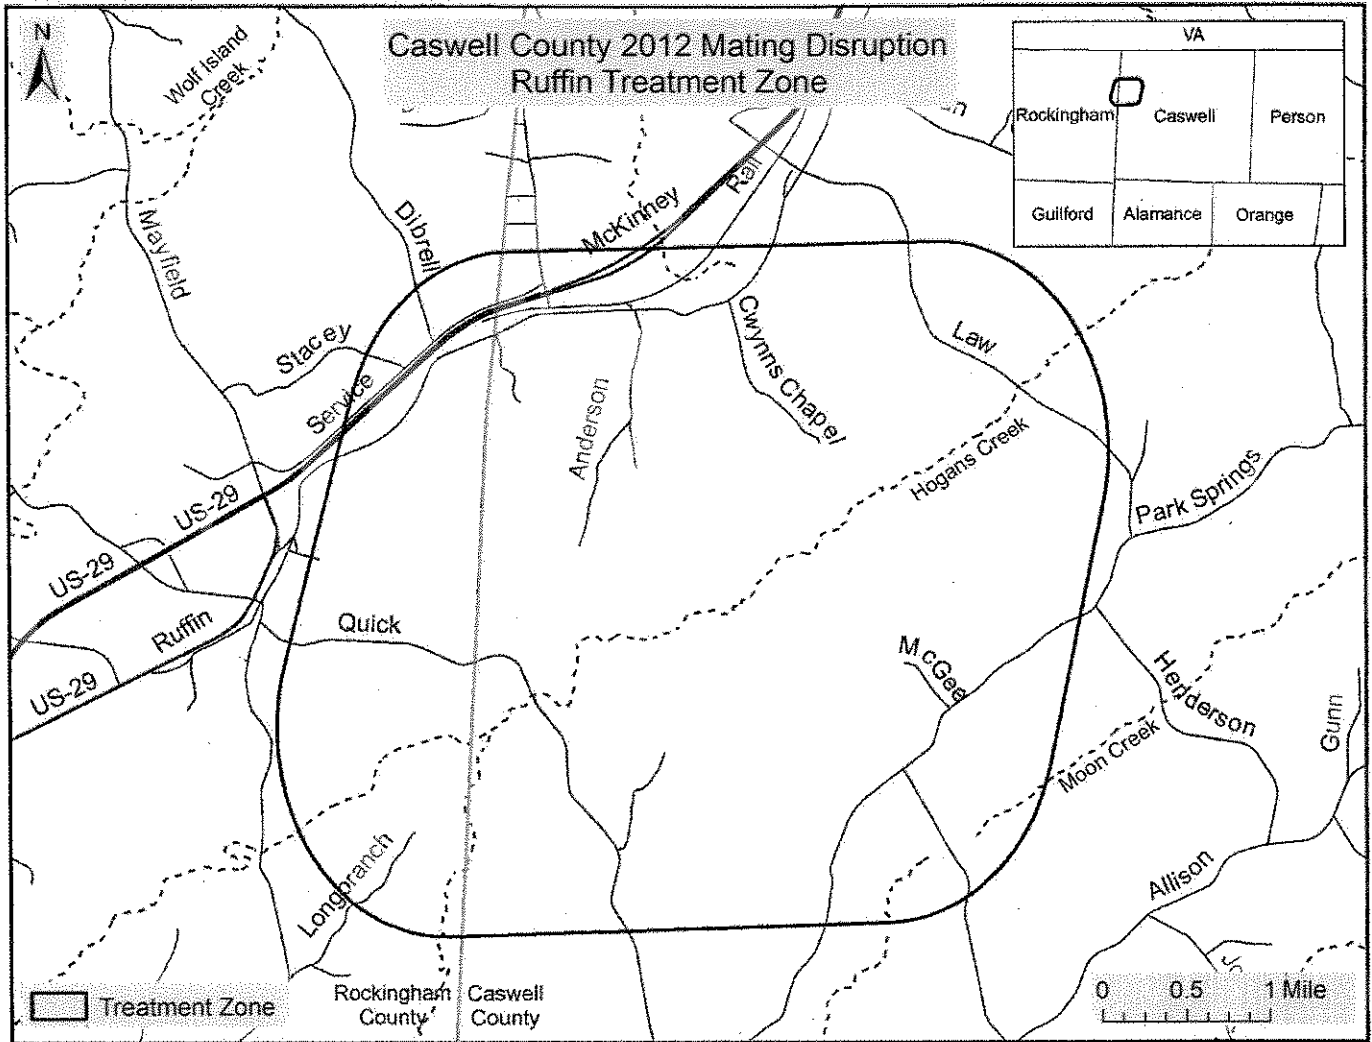 N
Caswell County 2012 Mating Disruption
Ruffin Treatment Zone
VA
Rockingham
Caswell
Person
Guilford
Alamance
Orange
Wolf Island
Creek
Mayfield
Dibrell
McKinney
Rail
Stacey
Service
Anderson
Cwynns Chapel
Law
Hogans Creek
Park Springs
US-29
US-29
Ruffin
US-29
Quick
McGee
Hedderson
Gunn
Moon Creek
Longbranch
Allison
Treatment Zone
Rockingham
County
Caswell
County
0 0.5 1 Mile